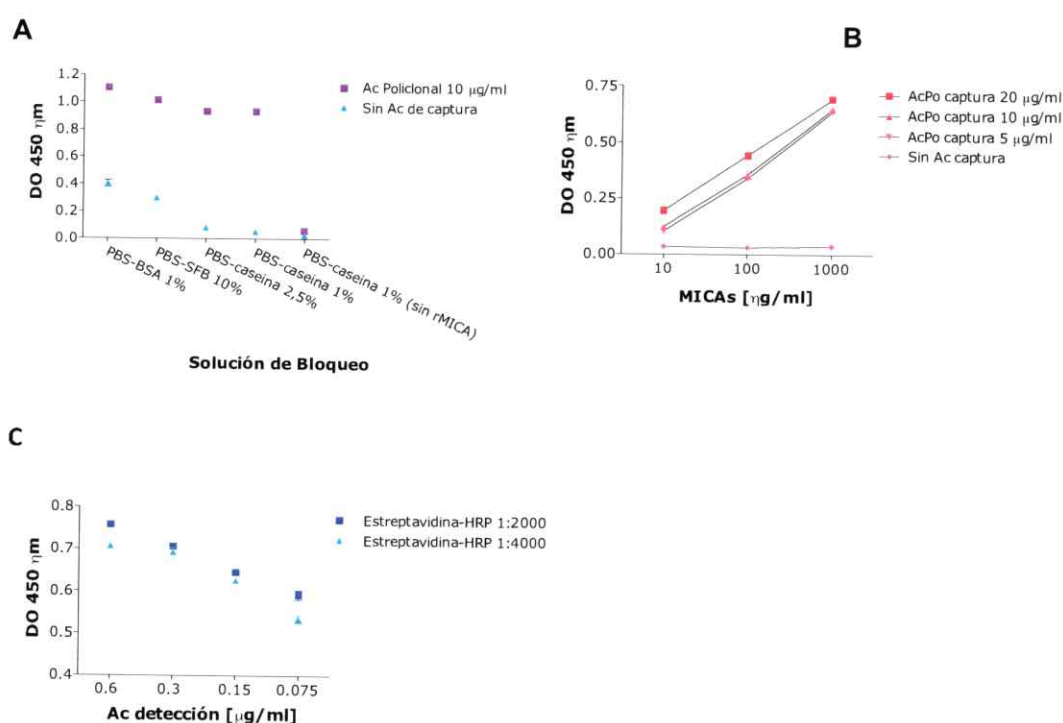 A
DO 450 ηm
1.2
1.0
0.8
0.6
0.4
0.2
0.0
PBS-BSA 1%
PBS-SFB 10%
PBS-caseina 2,5%
PBS-caseina 1%
PBS-caseina 1% (sin rMICA)
Solución de Bloqueo
Ac Policlonal 10 μg/ml
Sin Ac de captura
B
DO 450 ηm
0.75
0.50
0.25
0.00
10 100 1000
MICAs [ηg/ml]
AcPo captura 20 μg/ml
AcPo captura 10 μg/ml
AcPo captura 5 μg/ml
Sin Ac captura
C
DO 450 ηm
0.8
0.7
0.6
0.5
0.4
0.6 0.3 0.15 0.075
Ac detección [μg/ml]
Estreptavidina-HRP 1:2000
Estreptavidina-HRP 1:4000